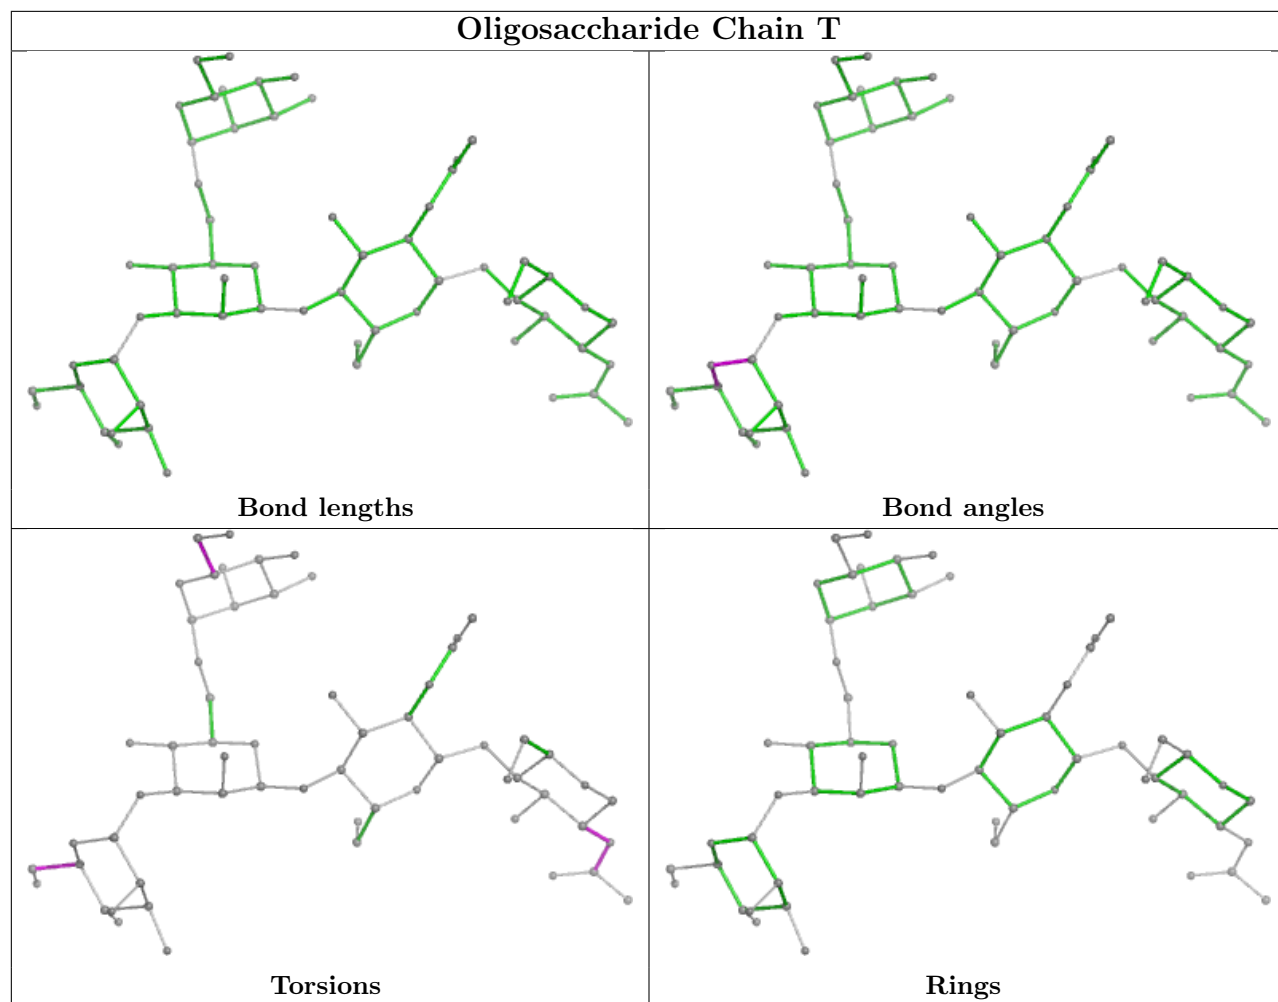 Oligosaccharide Chain T
Bond lengths
Bond angles
Torsions
Rings